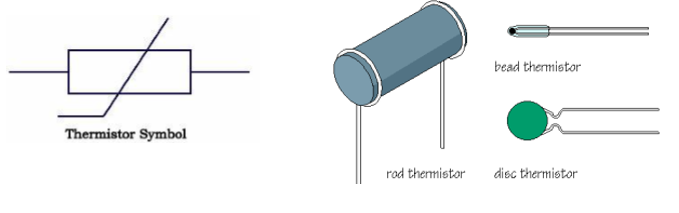 bead thermistor
Thermistor Symbol
rod thermistor
disc thermistor